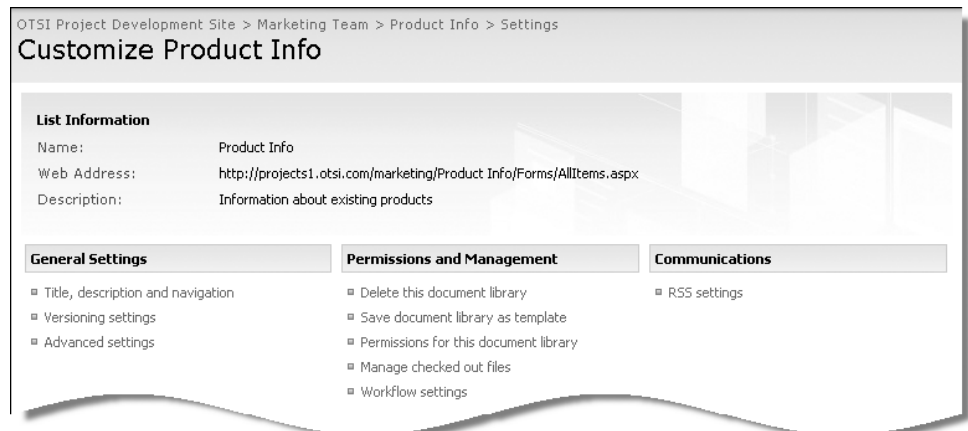 OTSI Project Development Site > Marketing Team > Product Info > Settings
Customize Product Info
List Information
Name: Product Info
Web Address: http://projects1.otsi.com/marketing/Product Info/Forms/AllItems.aspx
Description: Information about existing products
General Settings
Title, description and navigation
Versioning settings
Advanced settings
Permissions and Management
Delete this document library
Save document library as template
Permissions for this document library
Manage checked out files
Workflow settings
Communications
RSS settings